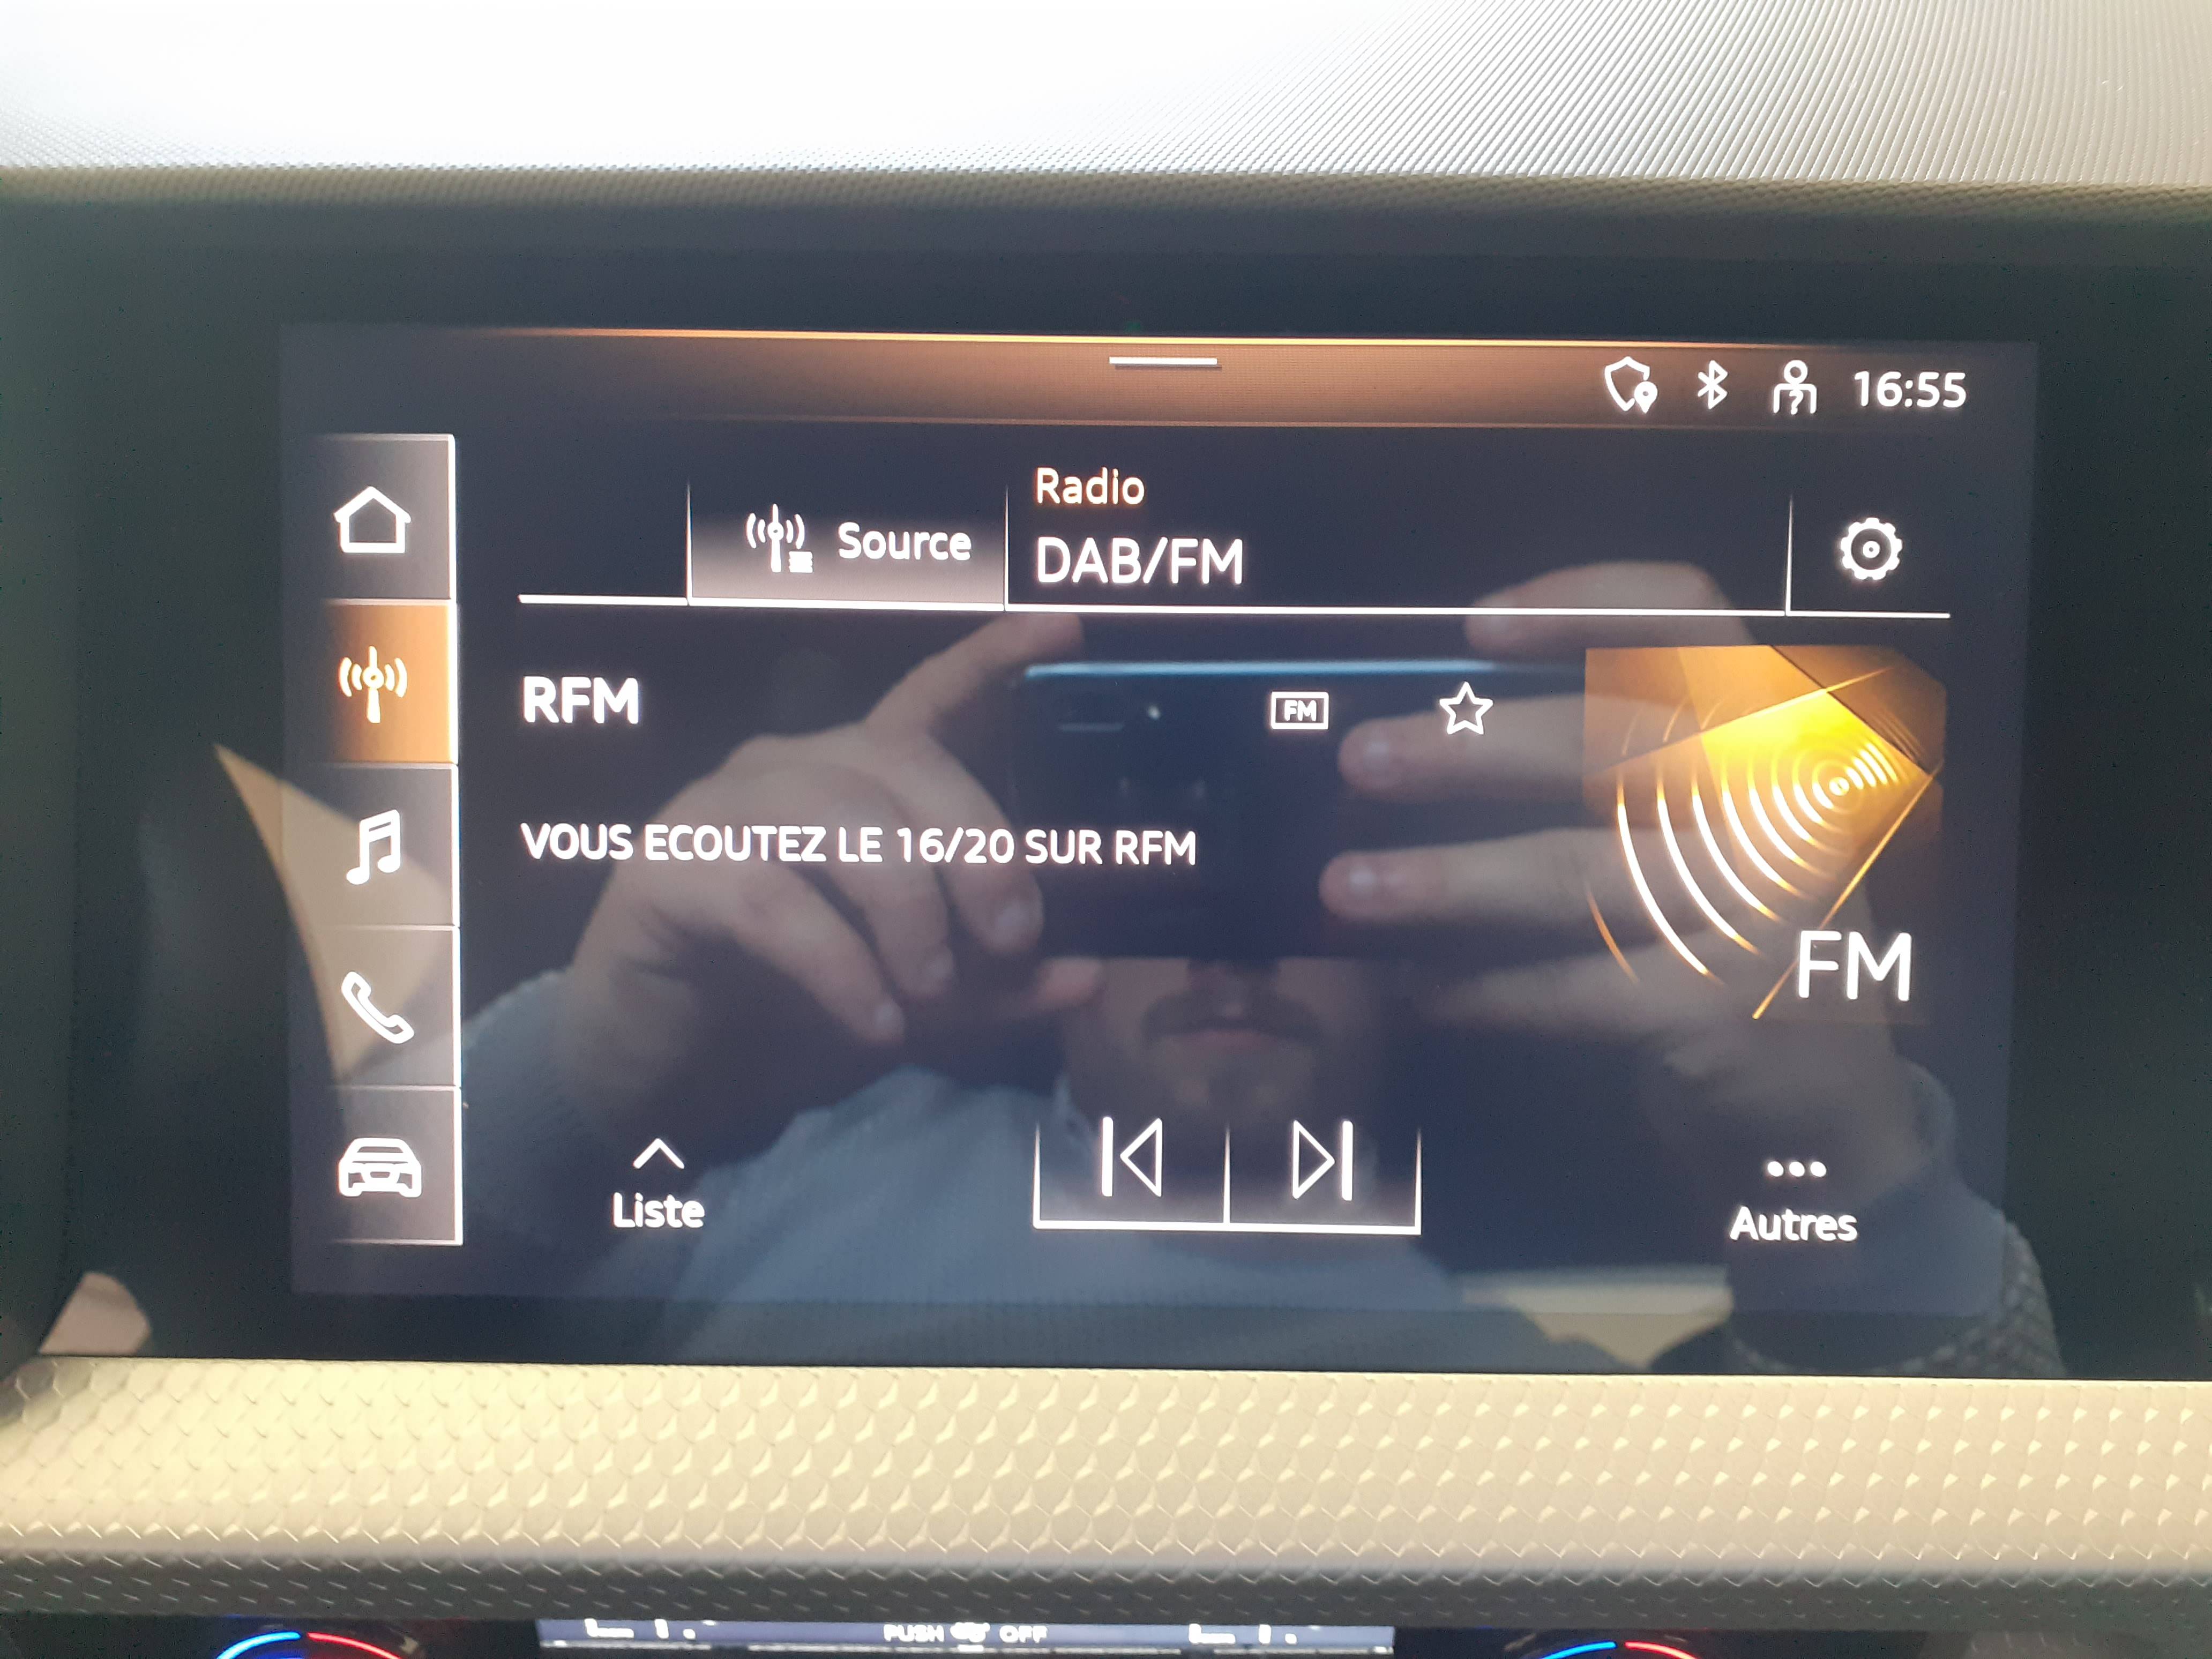 16:55
Radio
Source
DAB/FM
RFM
FM
VOUS ECOUTEZ LE 16/20 SUR RFM
FM
Liste
Autres
PUSH OFF